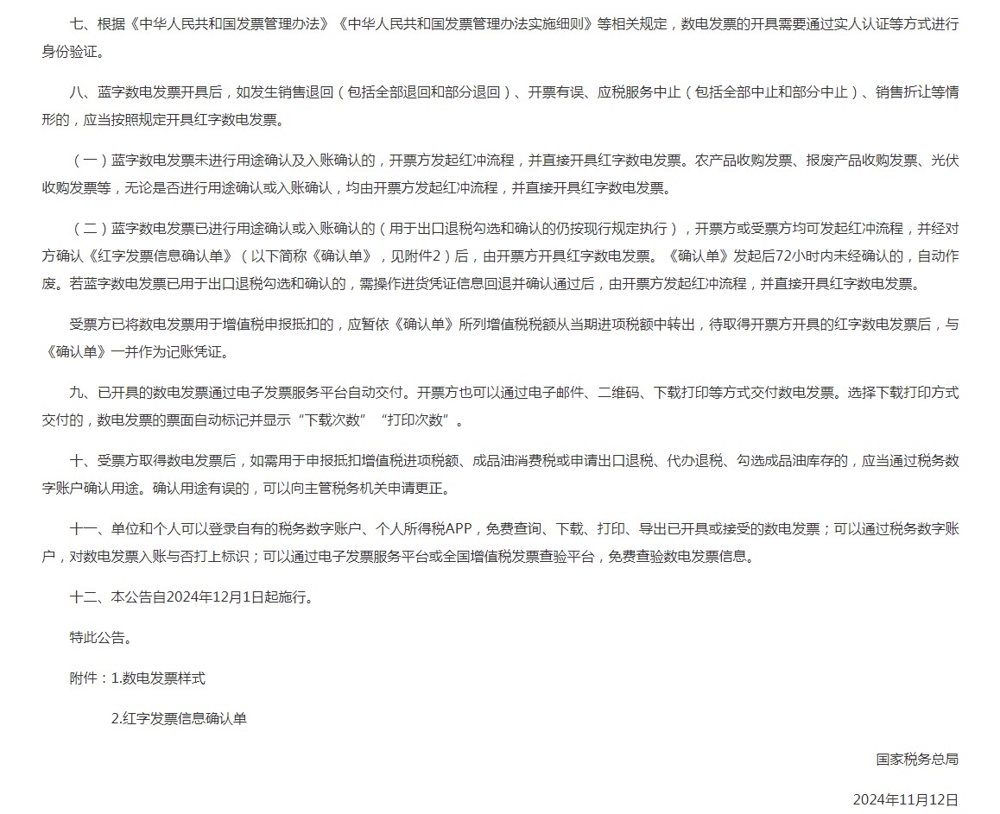 七、根据《中华人民共和国发票管理办法》《中华人民共和国发票管理办法实施细则》等相关规定，数电发票的开具需要通过实人认证等方式进行
身份验证。
八、蓝字数电发票开具后，如发生销售退回（包括全部退回和部分退回）、开票有误、应税服务中止（包括全部中止和部分中止）、销售折让等情
形的，应当按照规定开具红字数电发票。
（一）蓝字数电发票未进行用途确认及入账确认的，开票方发起红冲流程，并直接开具红字数电发票。农产品收购发票、报废产品收购发票、光伏
收购发票等，无论是否进行用途确认或入账确认，均由开票方发起红冲流程，并直接开具红字数电发票。
（二）蓝字数电发票已进行用途确认或入账确认的（用于出口退税勾选和确认的仍按现行规定执行），开票方或受票方均可发起红冲流程，并经对
方确认《红字发票信息确认单》（以下简称《确认单》，见附件2）后，由开票方开具红字数电发票。《确认单》发起后72小时内未经确认的，自动作
废。若蓝字数电发票已用于出口退税勾选和确认的，需操作进货凭证信息回退并确认通过后，由开票方发起红冲流程，并直接开具红字数电发票。
受票方已将数电发票用于增值税申报抵扣的，应暂依《确认单》所列增值税税额从当期进项税额中转出，待取得开票方开具的红字数电发票后，与
《确认单》一并作为记账凭证。
九、已开具的数电发票通过电子发票服务平台自动交付。开票方也可以通过电子邮件、二维码、下载打印等方式交付数电发票。选择下载打印方式
交付的，数电发票的票面自动标记并显示“下载次数”“打印次数”。
十、受票方取得数电发票后，如需用于申报抵扣增值税进项税额、成品油消费税或申请出口退税、代办退税、勾选成品油库存的，应当通过税务数
字账户确认用途。确认用途有误的，可以向主管税务机关申请更正。
十一、单位和个人可以登录自有的税务数字账户、个人所得税APP，免费查询、下载、打印、导出已开具或接受的数电发票；可以通过税务数字账
户，对数电发票入账与否打上标识；可以通过电子发票服务平台或全国增值税发票查验平台，免费查验数电发票信息。
十二、本公告自2024年12月1日起施行。
特此公告。
附件：1.数电发票样式
2.红字发票信息确认单
国家税务总局
2024年11月12日